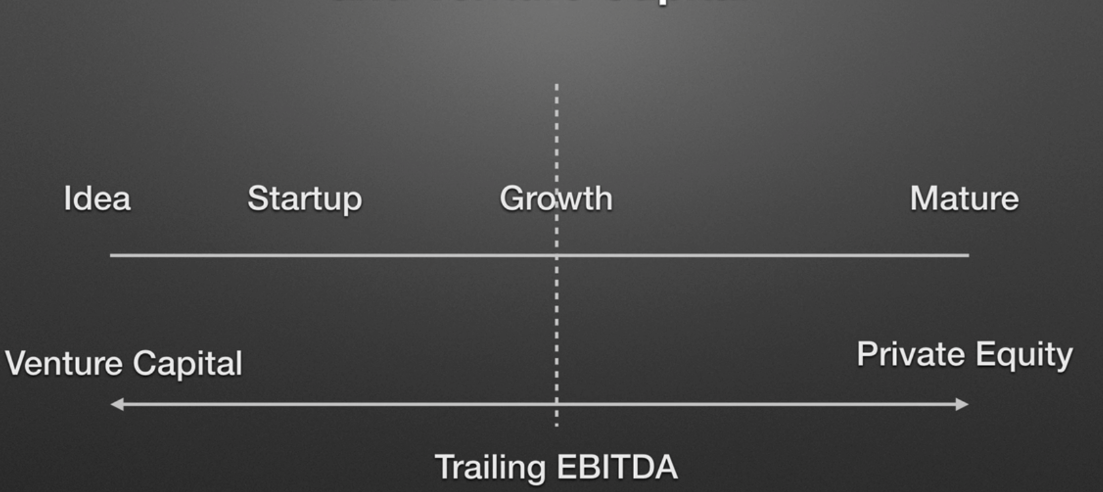 Idea
Startup
Growth
Mature
Venture Capital
Private Equity
Trailing EBITDA